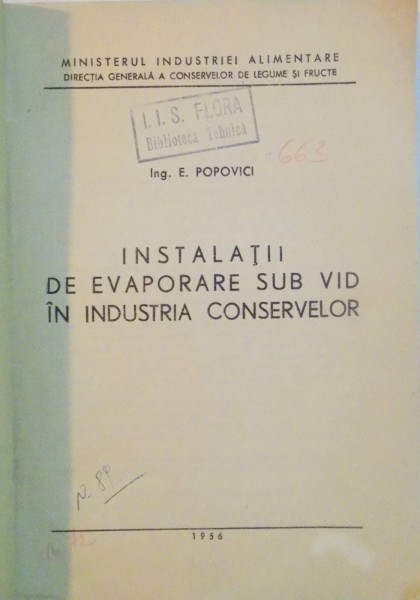 MINISTERUL INDUSTRIEI ALIMENTARE
DIRECȚIA GENERALĂ A CONSERVELOR DE LEGUME ȘI FRUCTE
I. I. S. FLORA
Biblioteca Tehnică
663
Ing. E. POPOVICI
INSTALAȚII
DE EVAPORARE SUB VID
ÎN INDUSTRIA CONSERVELOR
1956